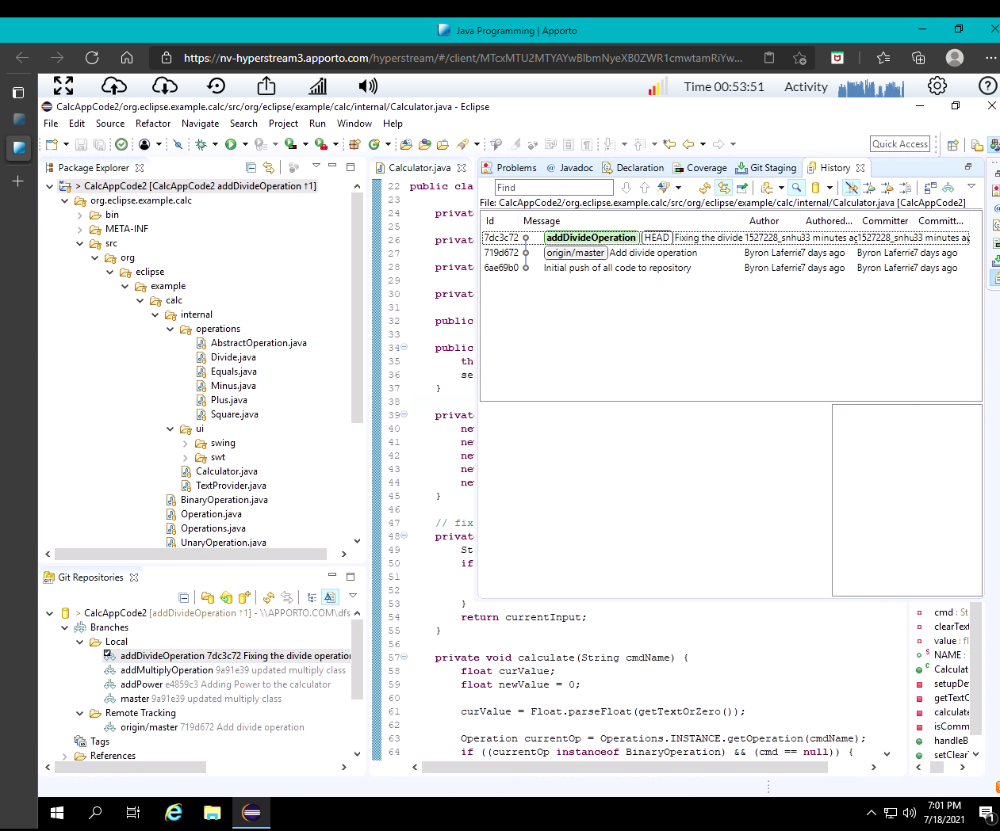 Java Programming | Apporto
https://nv-hyperstream3.apporto.com/hyperstream/#/client/MTcxMTU2MTYAYwBlbmNyeXB0ZWR1cmwtamRiYw...
Time 00:53:51 Activity
CalcAppCode2/org.eclipse.example.calc/src/org/eclipse/example/calc/internal/Calculator.java - Eclipse
File Edit Source Refactor Navigate Search Project Run Window Help
Quick Access
Package Explorer
> CalcAppCode2 [CalcAppCode2 addDivideOperation ↑1]
org.eclipse.example.calc
bin
META-INF
src
org
eclipse
example
calc
internal
operations
AbstractOperation.java
Divide.java
Equals.java
Minus.java
Plus.java
Square.java
ui
swing
swt
Calculator.java
TextProvider.java
BinaryOperation.java
Operation.java
Operations.java
UnaryOperation.java
Git Repositories
> CalcAppCode2 [addDivideOperation ↑1] - \\APPORTO.COM\dfs
Branches
Local
addDivideOperation 7dc3c72 Fixing the divide operation
addMultiplyOperation 9a91e39 updated multiply class
addPower e4859c3 Adding Power to the calculator
master 9a91e39 updated multiply class
Remote Tracking
origin/master 719d672 Add divide operation
Tags
References
Calculator.java
22 public cla
23
24 privat
25
26 privat
27
28 privat
29
30 privat
31
32 public
33
34 public
35 th
36 se
37 }
38
39 privat
40 new
41 new
42 new
43 new
44 new
45 }
46
47 // fix
48 privat
49 St
50 if
51
52
53 }
54 return currentInput;
55 }
56
57 private void calculate(String cmdName) {
58 float curValue;
59 float newValue = 0;
60
61 curValue = Float.parseFloat(getTextOrZero());
62
63 Operation currentOp = Operations.INSTANCE.getOperation(cmdName);
64 if ((currentOp instanceof BinaryOperation) && (cmd == null)) {
Problems @ Javadoc Declaration Coverage Git Staging History
Find
File: CalcAppCode2/org.eclipse.example.calc/src/org/eclipse/example/calc/internal/Calculator.java [CalcAppCode2]
Id Message Author Authored... Committer Committ...
7dc3c72 addDivideOperation HEAD Fixing the divide 1527228_snhu 33 minutes ag 1527228_snhu 33 minutes ag
719d672 origin/master Add divide operation Byron Laferrie 7 days ago Byron Laferrie 7 days ago
6ae69b0 Initial push of all code to repository Byron Laferrie 7 days ago Byron Laferrie 7 days ago
cmd : St
clearText
value : fl
NAME :
Calculat
setupDe
getTextO
calculate
isComm
handleB
setClear
7:01 PM
7/18/2021
1